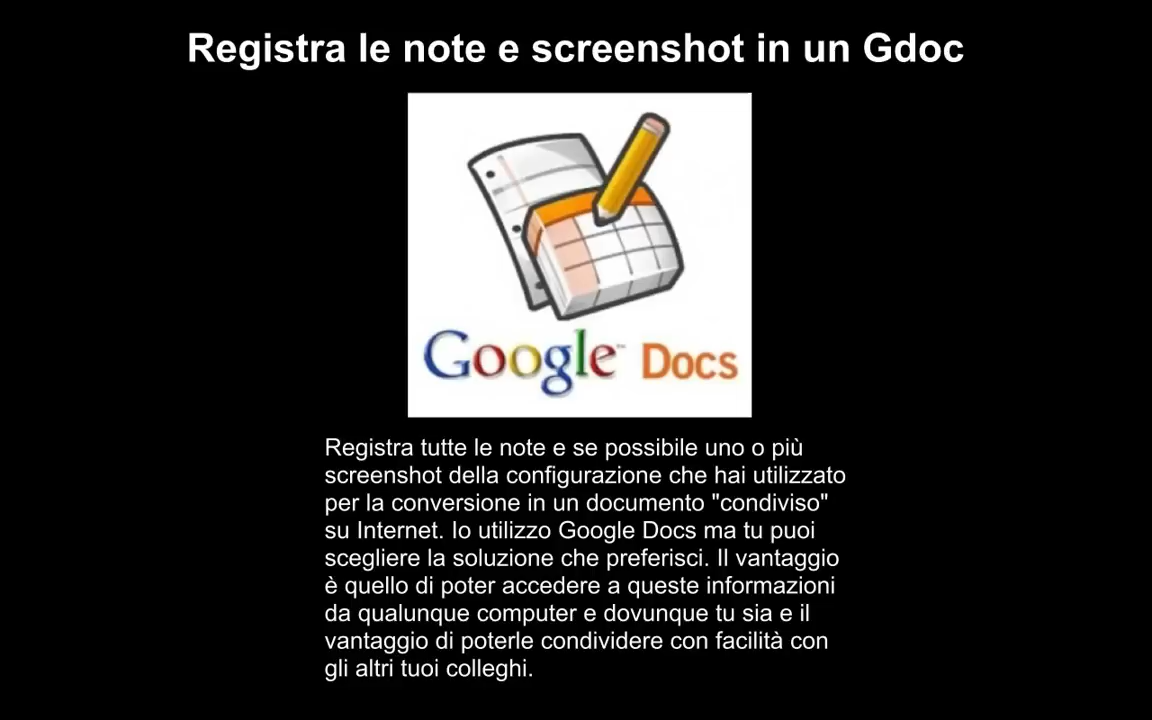 Registra le note e screenshot in un Gdoc
Google™ Docs
Registra tutte le note e se possibile uno o più
screenshot della configurazione che hai utilizzato
per la conversione in un documento "condiviso"
su Internet. Io utilizzo Google Docs ma tu puoi
scegliere la soluzione che preferisci. Il vantaggio
è quello di poter accedere a queste informazioni
da qualunque computer e dovunque tu sia e il
vantaggio di poterle condividere con facilità con
gli altri tuoi colleghi.